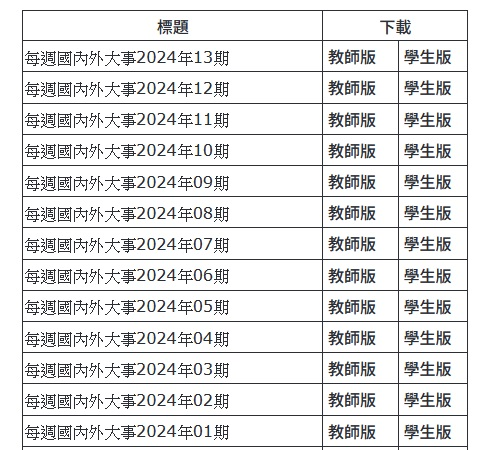 標題 下載
每週國內外大事2024年13期 教師版 學生版
每週國內外大事2024年12期 教師版 學生版
每週國內外大事2024年11期 教師版 學生版
每週國內外大事2024年10期 教師版 學生版
每週國內外大事2024年09期 教師版 學生版
每週國內外大事2024年08期 教師版 學生版
每週國內外大事2024年07期 教師版 學生版
每週國內外大事2024年06期 教師版 學生版
每週國內外大事2024年05期 教師版 學生版
每週國內外大事2024年04期 教師版 學生版
每週國內外大事2024年03期 教師版 學生版
每週國內外大事2024年02期 教師版 學生版
每週國內外大事2024年01期 教師版 學生版